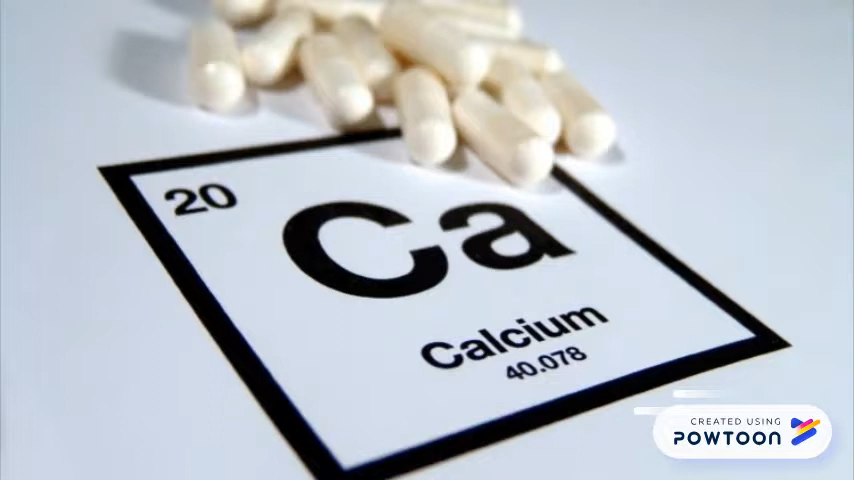 20
Ca
Calcium
40.078
CREATED USING
POWTOON